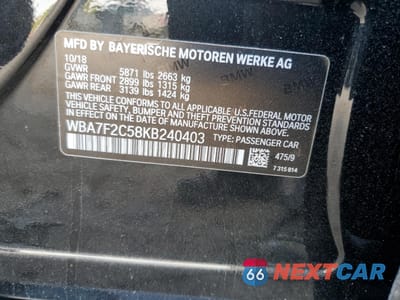 MFD BY BAYERISCHE MOTOREN WERKE AG
10/18
GVWR 5871 lbs 2663 kg
GAWR FRONT 2899 lbs 1315 kg
GAWR REAR 3139 lbs 1424 kg
THIS VEHICLE CONFORMS TO ALL APPLICABLE U.S.FEDERAL MOTOR
VEHICLE SAFETY, BUMPER, AND THEFT PREVENTION STANDARDS IN
EFFECT ON THE DATE OF MANUFACTURE SHOWN ABOVE.
WBA7F2C58KB240403 TYPE: PASSENGER CAR
475/9
7 315 814
66 NEXTCAR